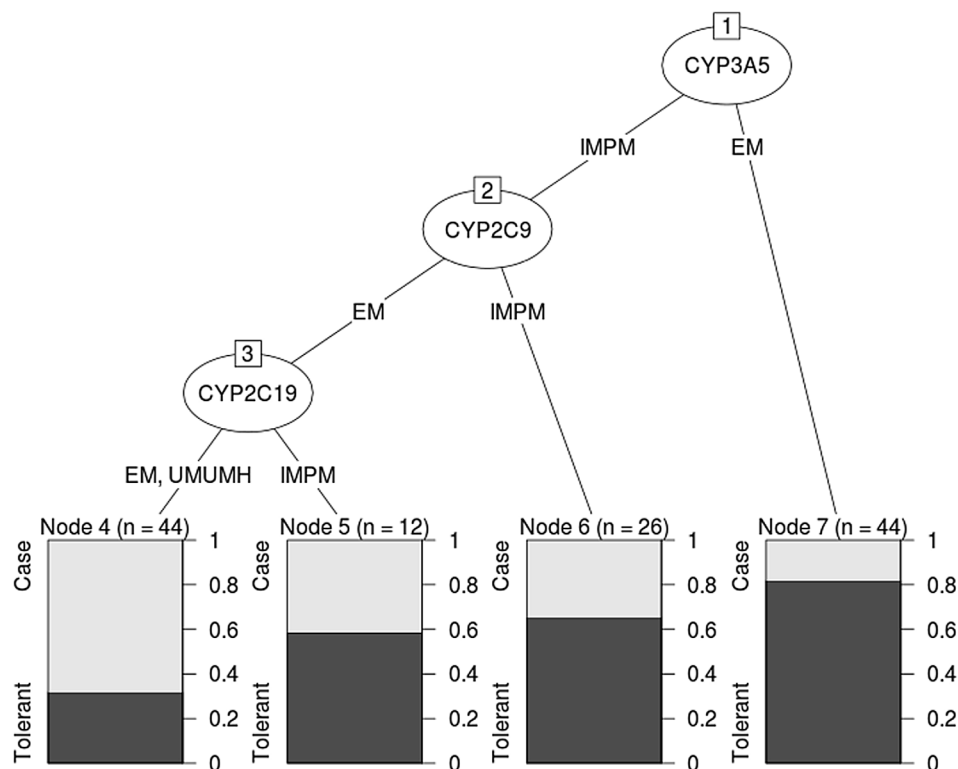 1
CYP3A5
IMPM EM
2
CYP2C9
EM IMPM
3
CYP2C19
EM, UMUMH IMPM
Node 4 (n = 44) Node 5 (n = 12) Node 6 (n = 26) Node 7 (n = 44)
Case 1 Case 1 Case 1 Case 1
0.8 0.8 0.8 0.8
0.6 0.6 0.6 0.6
0.4 0.4 0.4 0.4
Tolerant 0.2 Tolerant 0.2 Tolerant 0.2 Tolerant 0.2
0 0 0 0